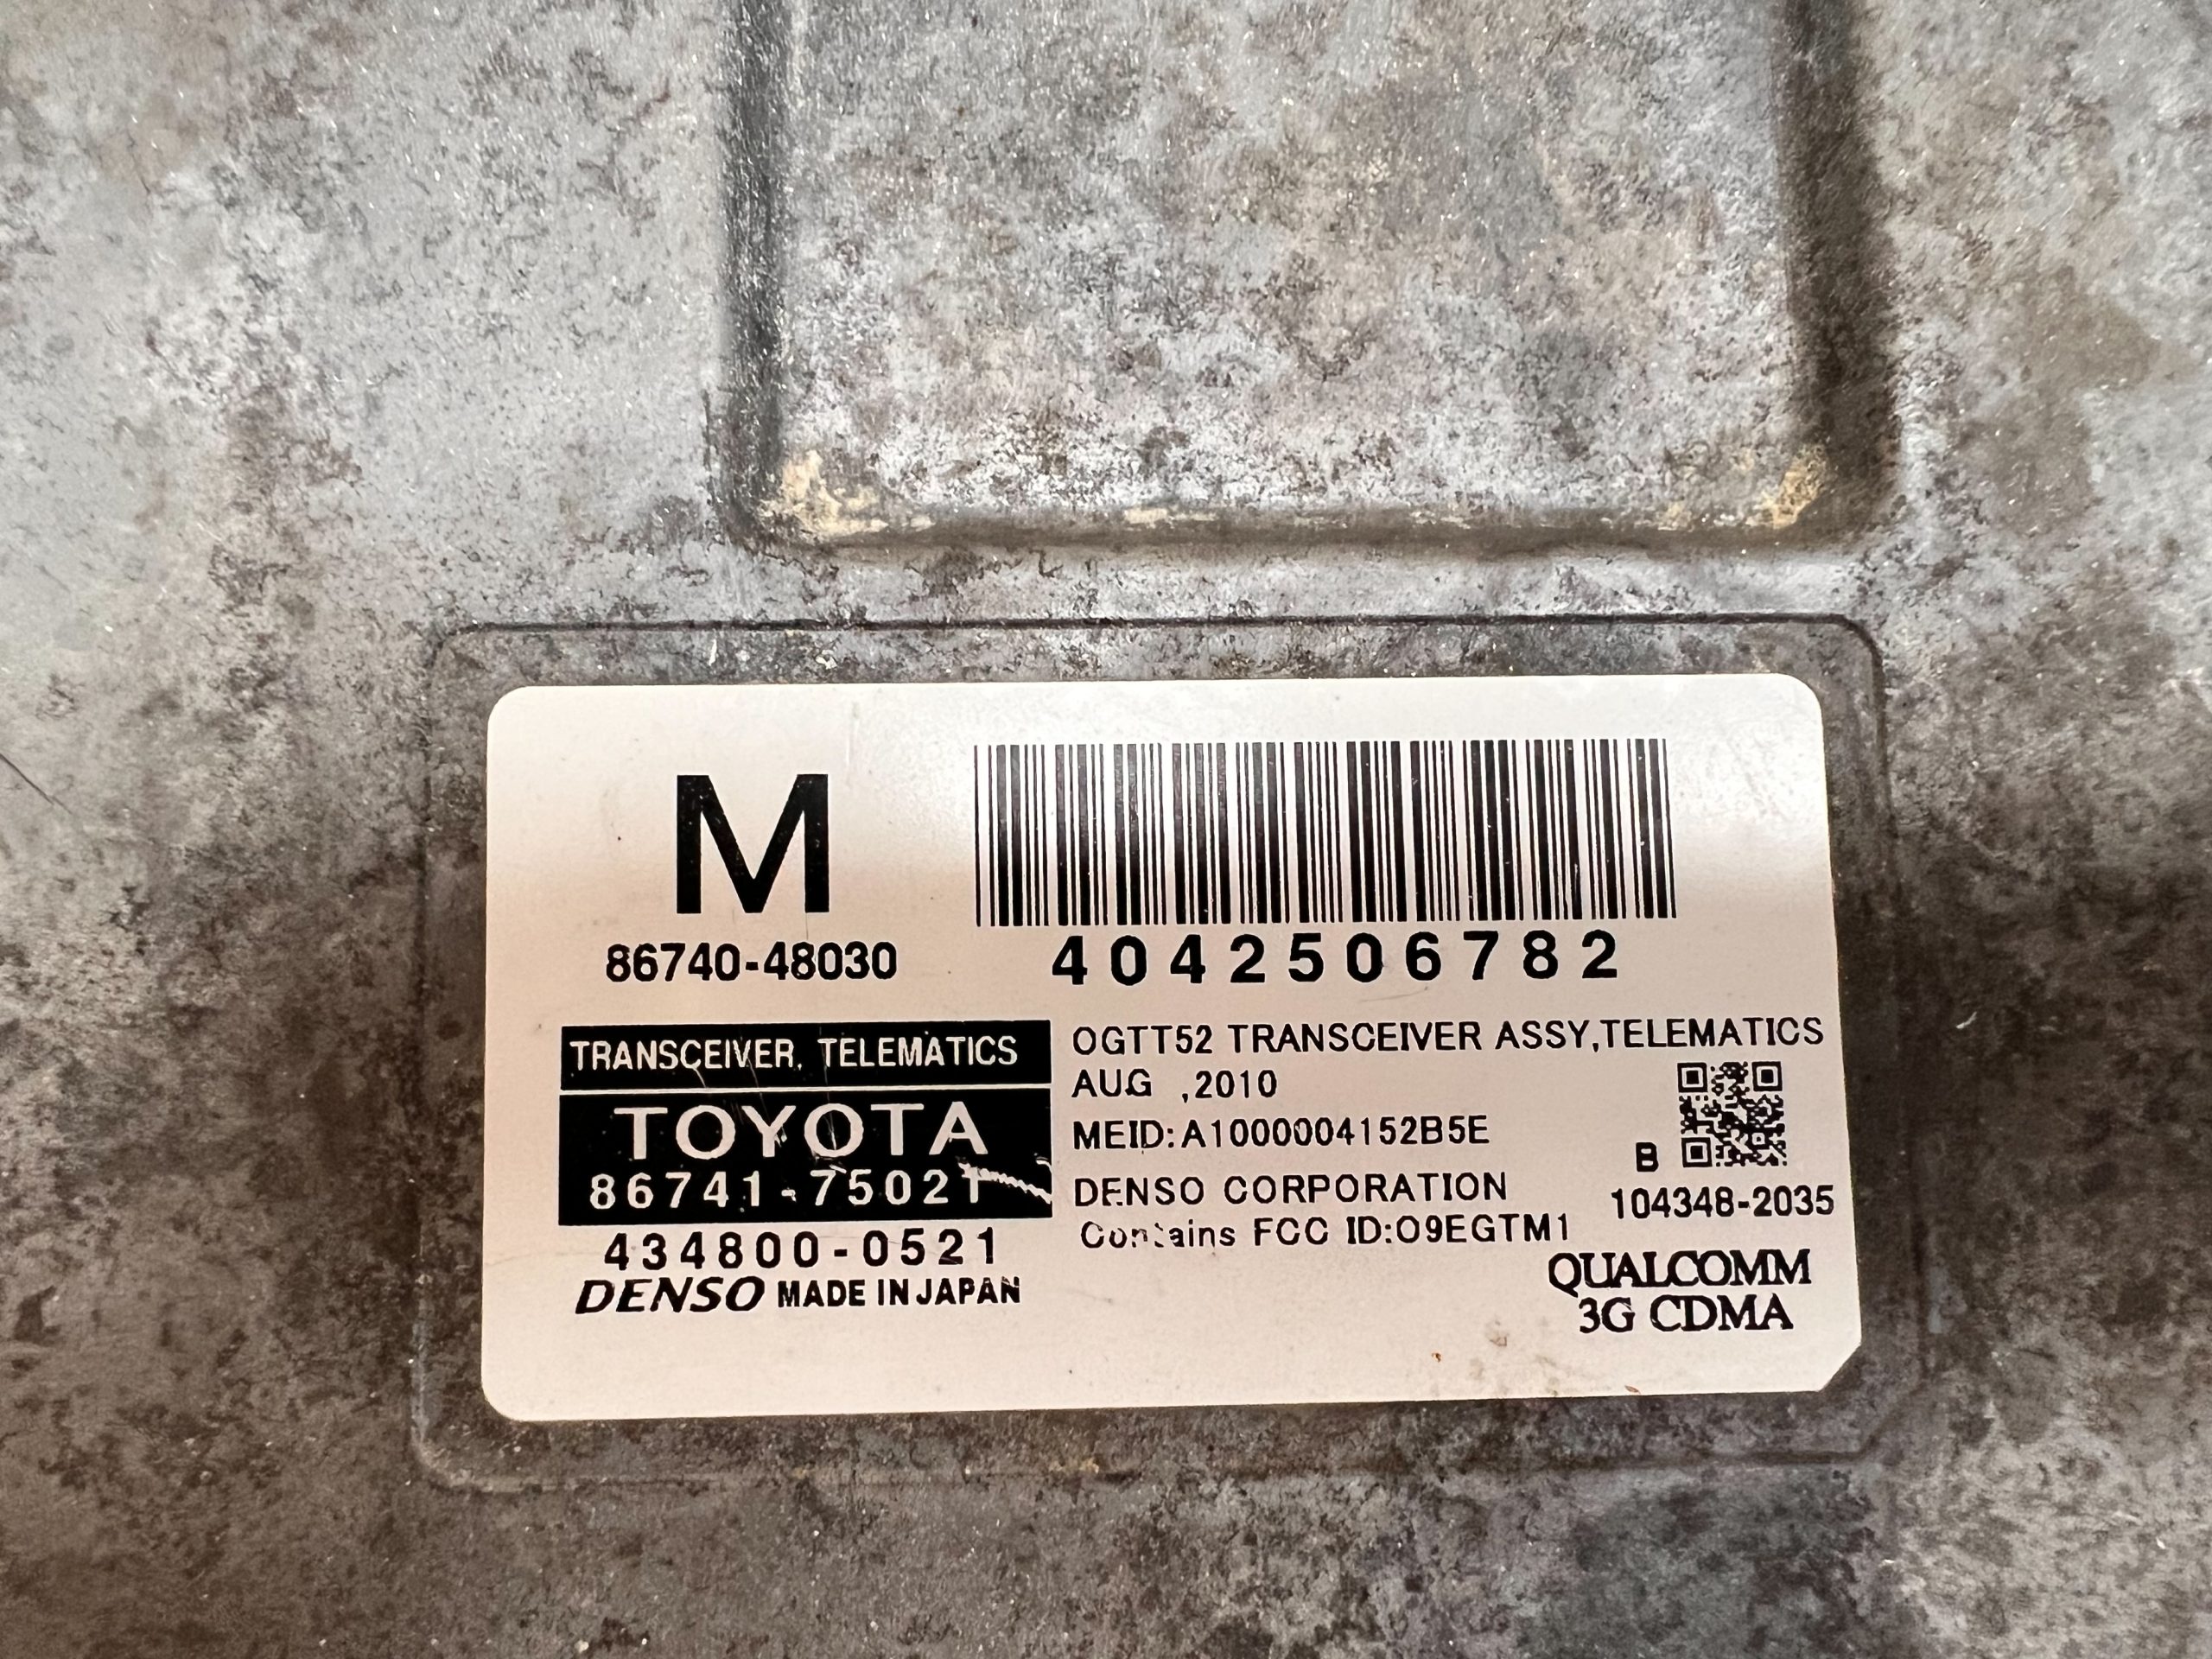 M
86740-48030
4042506782
TRANSCEIVER, TELEMATICS
TOYOTA
86741-75021
434800-0521
DENSO MADE IN JAPAN
OGTT52 TRANSCEIVER ASSY,TELEMATICS
AUG ,2010
MEID:A1000004152B5E
DENSO CORPORATION
Contains FCC ID:O9EGTM1
B
104348-2035
QUALCOMM
3G CDMA